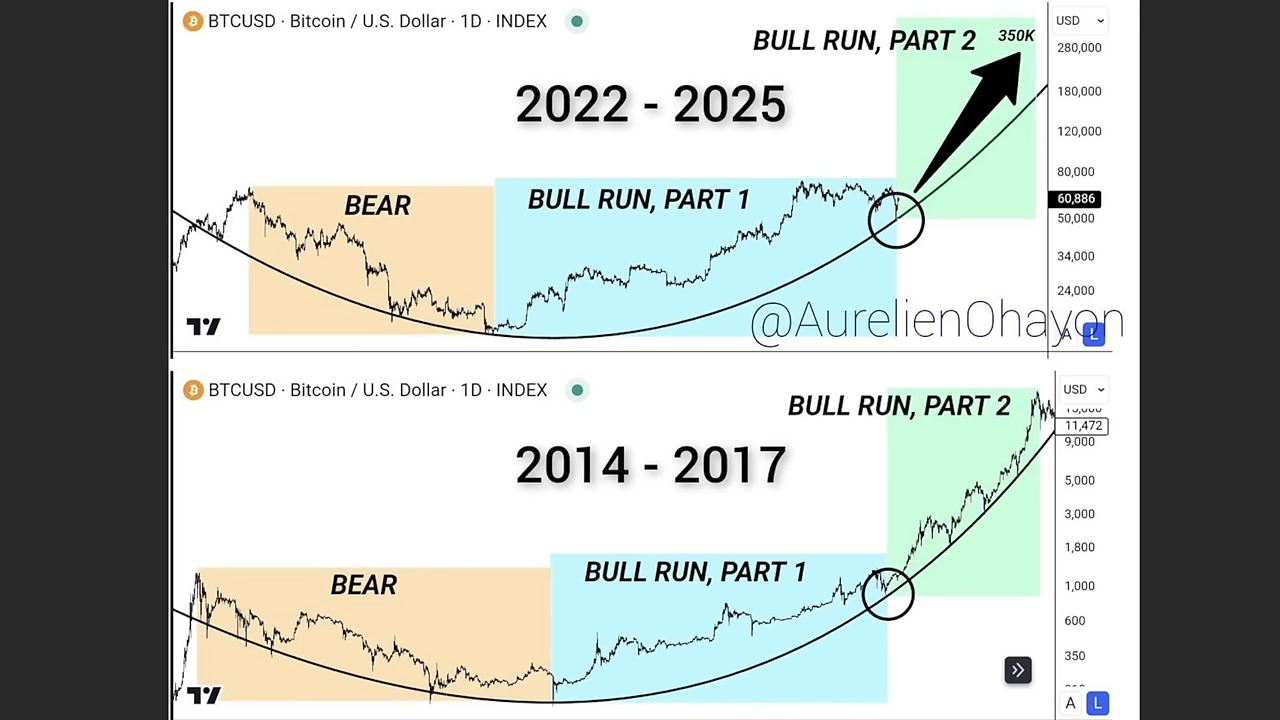 BTCUSD · Bitcoin / U.S. Dollar · 1D · INDEX
USD
BULL RUN, PART 2
350K
280,000
2022 - 2025
180,000
120,000
80,000
BEAR
BULL RUN, PART 1
60,886
50,000
34,000
24,000
@AurelienOhayon
A
L
BTCUSD · Bitcoin / U.S. Dollar · 1D · INDEX
USD
BULL RUN, PART 2
15,000
11,472
9,000
2014 - 2017
5,000
3,000
1,800
BEAR
BULL RUN, PART 1
1,000
600
350
A
L